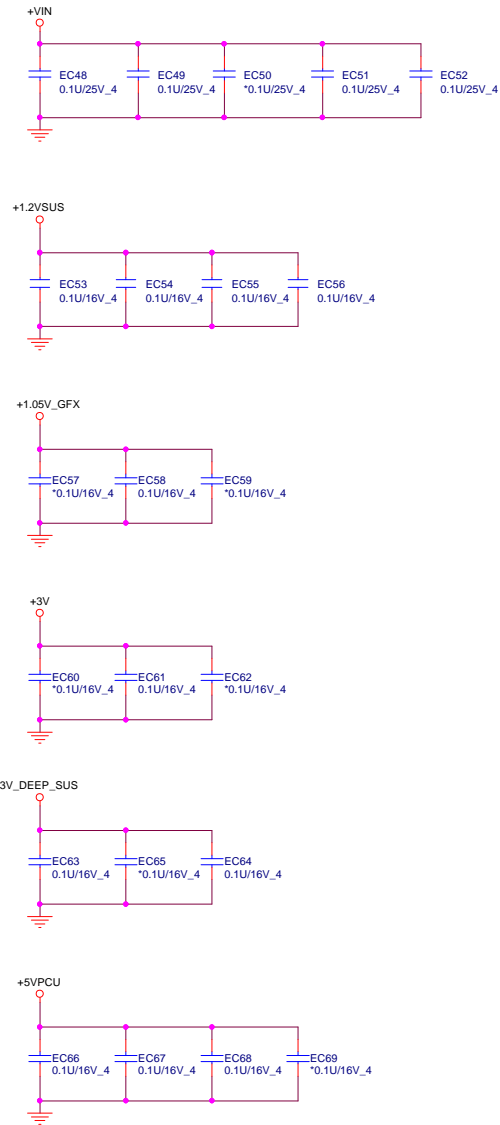 +VIN
EC48
0.1U/25V_4
EC49
0.1U/25V_4
EC50
*0.1U/25V_4
EC51
0.1U/25V_4
EC52
0.1U/25V_4
+1.2VSUS
EC53
0.1U/16V_4
EC54
0.1U/16V_4
EC55
0.1U/16V_4
EC56
0.1U/16V_4
+1.05V_GFX
EC57
*0.1U/16V_4
EC58
0.1U/16V_4
EC59
*0.1U/16V_4
+3V
EC60
*0.1U/16V_4
EC61
0.1U/16V_4
EC62
*0.1U/16V_4
3V_DEEP_SUS
EC63
0.1U/16V_4
EC65
*0.1U/16V_4
EC64
0.1U/16V_4
+5VPCU
EC66
0.1U/16V_4
EC67
0.1U/16V_4
EC68
0.1U/16V_4
EC69
*0.1U/16V_4